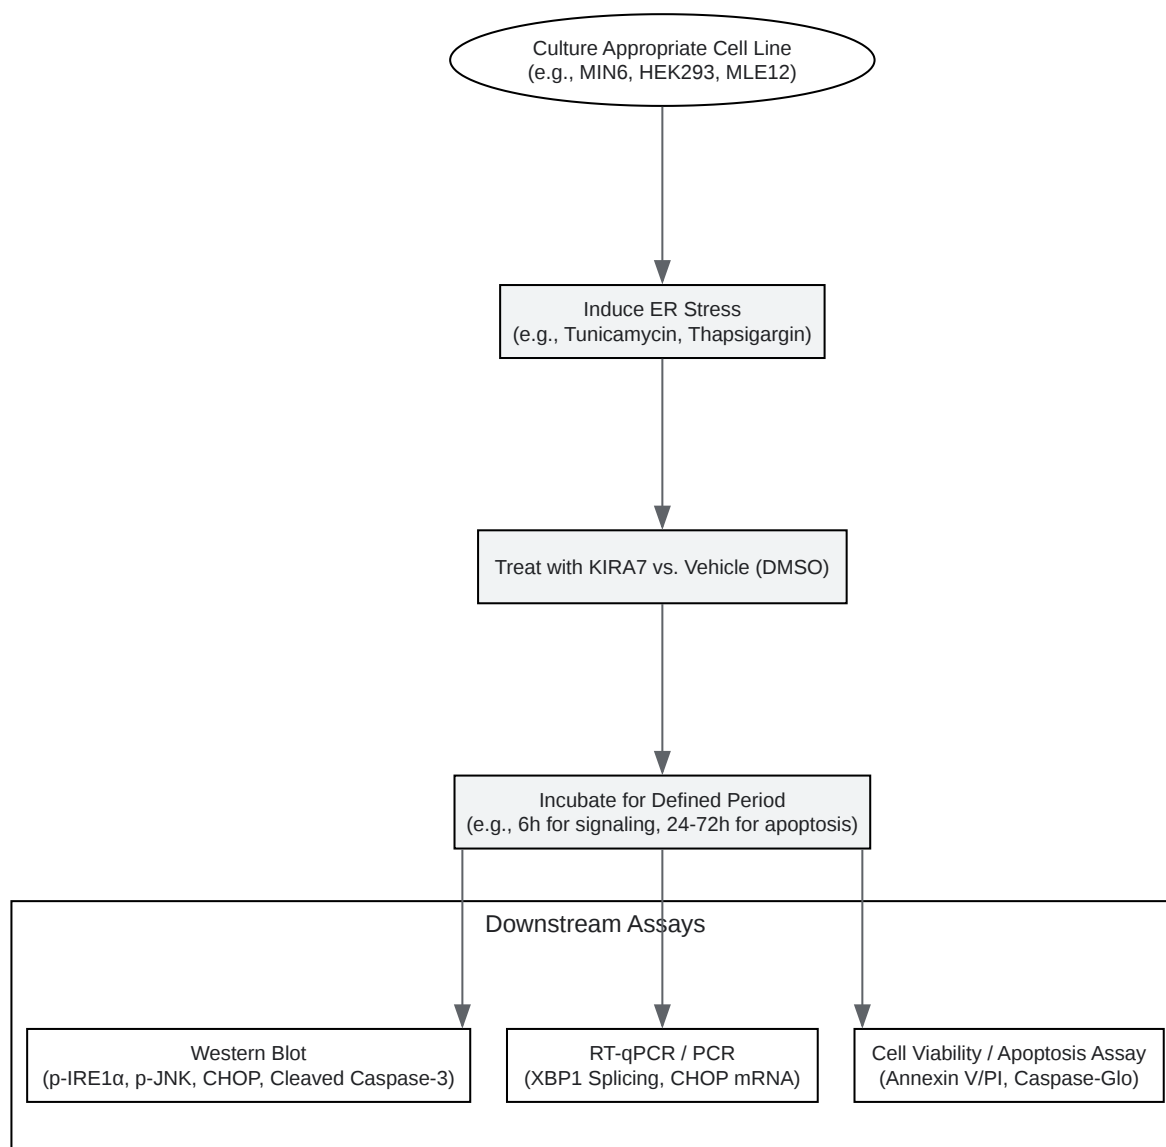 Culture Appropriate Cell Line
(e.g., MIN6, HEK293, MLE12)
Induce ER Stress
(e.g., Tunicamycin, Thapsigargin)
Treat with KIRA7 vs. Vehicle (DMSO)
Incubate for Defined Period
(e.g., 6h for signaling, 24-72h for apoptosis)
Downstream Assays
Western Blot
(p-IRE1α, p-JNK, CHOP, Cleaved Caspase-3)
RT-qPCR / PCR
(XBP1 Splicing, CHOP mRNA)
Cell Viability / Apoptosis Assay
(Annexin V/PI, Caspase-Glo)